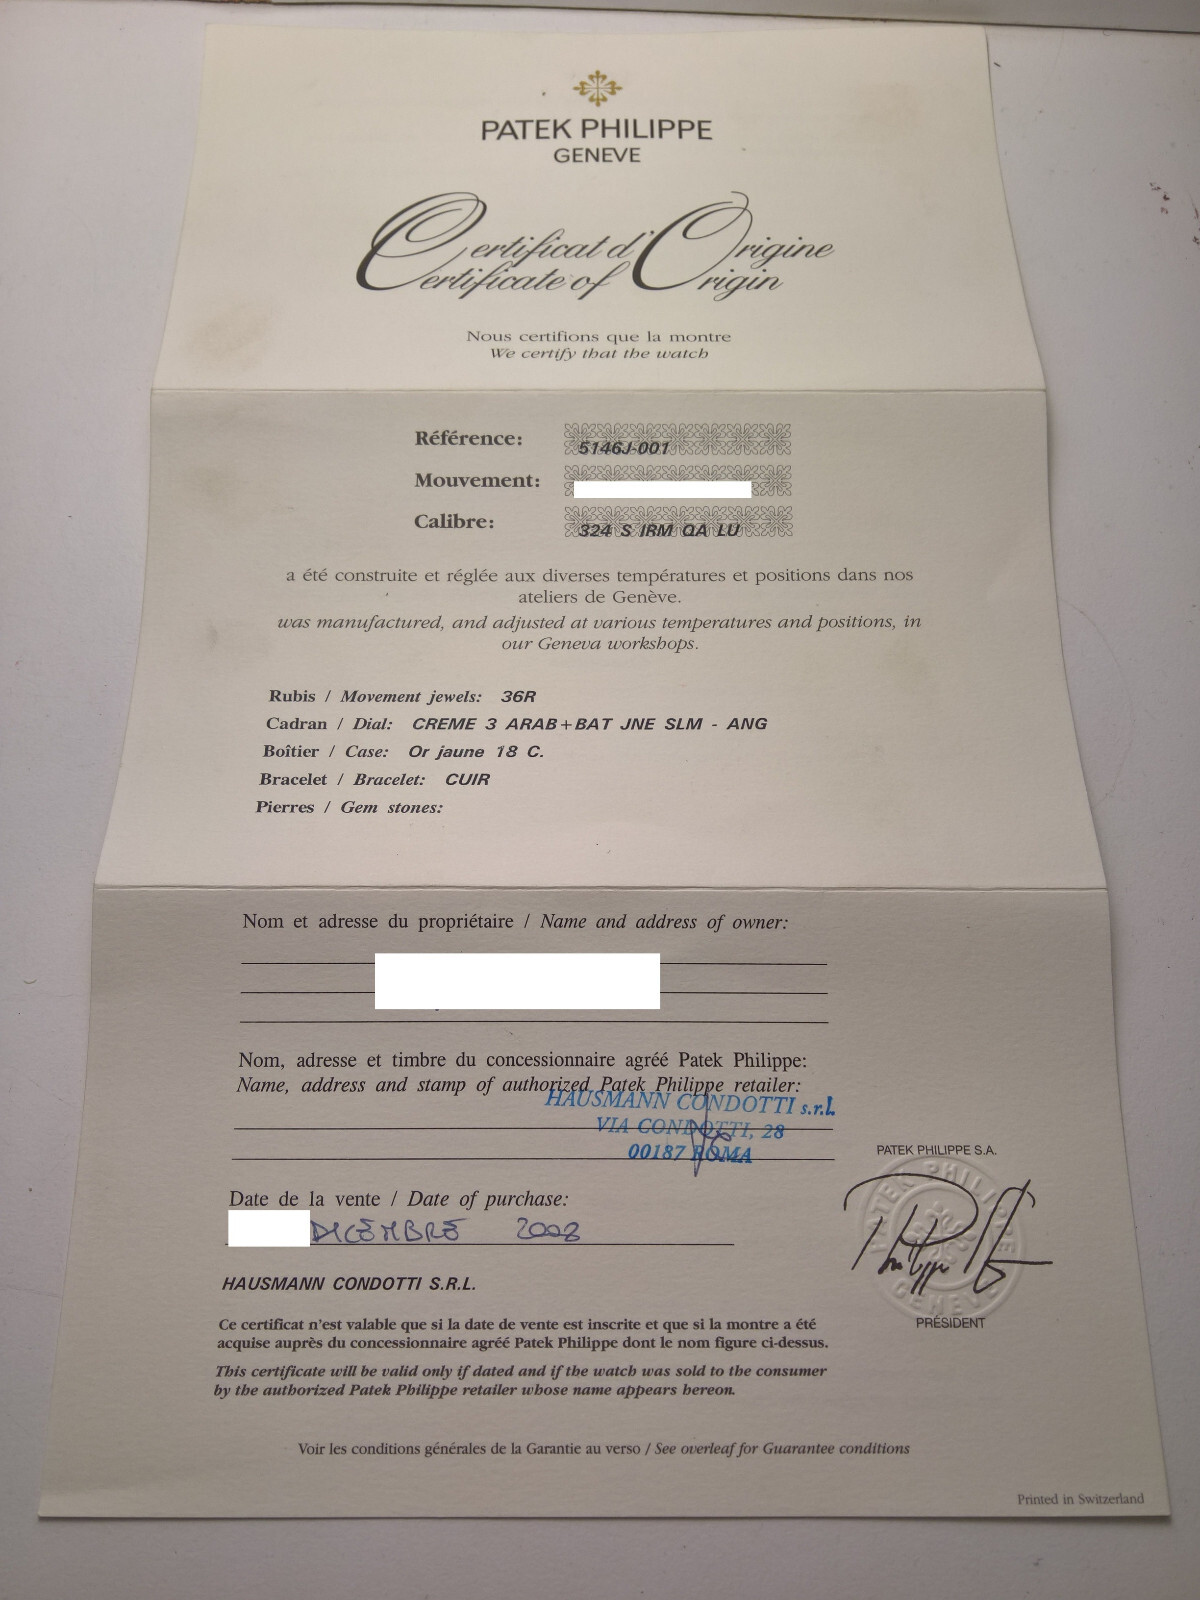 PATEK PHILIPPE
GENEVE
Certificat d'Origine
Certificate of Origin
Nous certifions que la montre
We certify that the watch
Référence: 5146J-001
Mouvement:
Calibre: 324 S IRM QA LU
a été construite et réglée aux diverses températures et positions dans nos
ateliers de Genève.
was manufactured, and adjusted at various temperatures and positions, in
our Geneva workshops.
Rubis / Movement jewels: 36R
Cadran / Dial: CREME 3 ARAB+BAT JNE SLM - ANG
Boîtier / Case: Or jaune 18 C.
Bracelet / Bracelet: CUIR
Pierres / Gem stones:
Nom et adresse du propriétaire / Name and address of owner:
Nom, adresse et timbre du concessionnaire agréé Patek Philippe:
Name, address and stamp of authorized Patek Philippe retailer:
HAUSMANN CONDOTTI s.r.l.
VIA CONDOTTI, 28
00187 ROMA
PATEK PHILIPPE S.A.
PATEK PHILIPPE
GENEVE
PRÉSIDENT
Date de la vente / Date of purchase:
DICEMBRE 2008
HAUSMANN CONDOTTI S.R.L.
Ce certificat n'est valable que si la date de vente est inscrite et que si la montre a été
acquise auprès du concessionnaire agréé Patek Philippe dont le nom figure ci-dessus.
This certificate will be valid only if dated and if the watch was sold to the consumer
by the authorized Patek Philippe retailer whose name appears hereon.
Voir les conditions générales de la Garantie au verso / See overleaf for Guarantee conditions
Printed in Switzerland